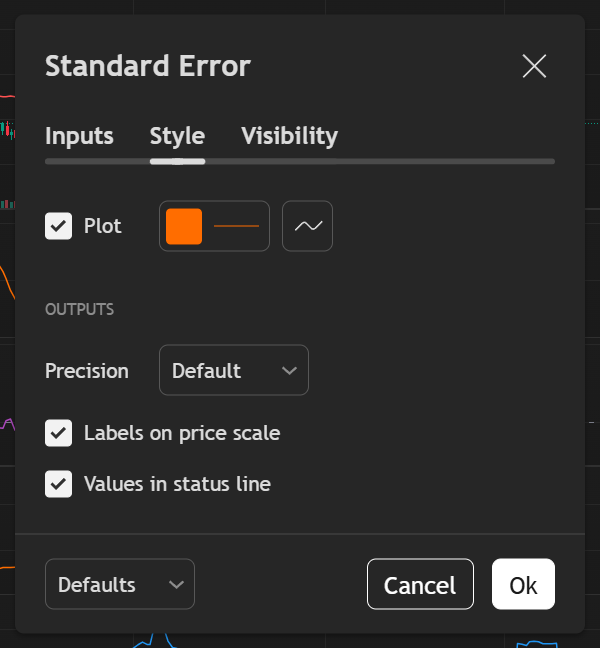 Standard Error
Inputs Style Visibility
Plot
OUTPUTS
Precision Default
Labels on price scale
Values in status line
Defaults Cancel Ok